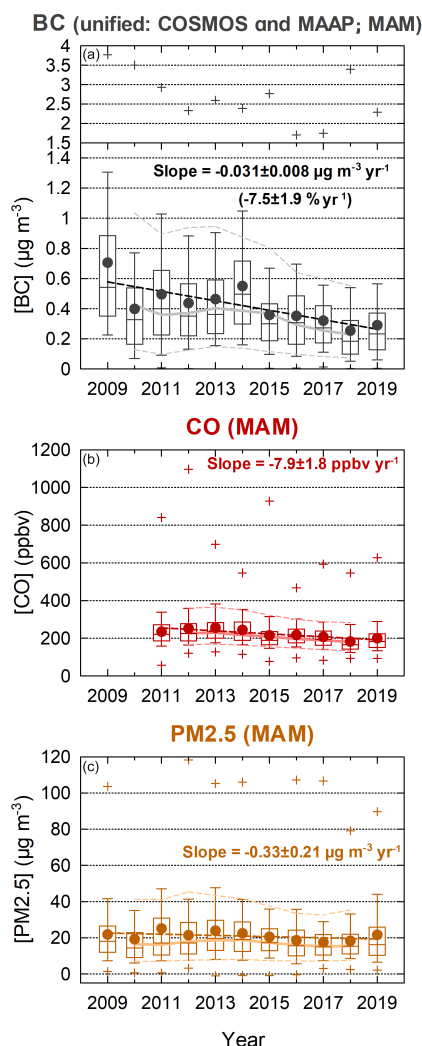 BC (unified: COSMOS and MAAP; MAM)
(a)
4
3.5
3
2.5
2
1.5
1.4
1.2
1
0.8
0.6
0.4
0.2
0
[BC] (µg m-3)
Slope = -0.031±0.008 µg m-3 yr-1
(-7.5±1.9 % yr-1)
2009 2011 2013 2015 2017 2019
CO (MAM)
(b)
Slope = -7.9±1.8 ppbv yr-1
1200
1000
800
600
400
200
0
[CO] (ppbv)
2009 2011 2013 2015 2017 2019
PM2.5 (MAM)
(c)
120
100
80
60
40
20
0
[PM2.5] (µg m-3)
Slope = -0.33±0.21 µg m-3 yr-1
2009 2011 2013 2015 2017 2019
Year